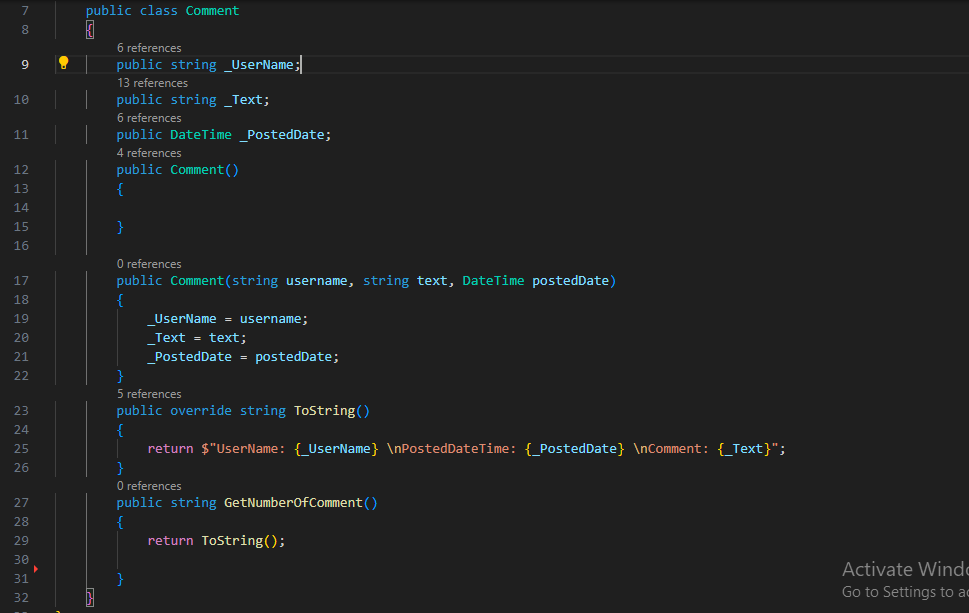 7 public class Comment
8 {
6 references
9 public string _UserName;
13 references
10 public string _Text;
6 references
11 public DateTime _PostedDate;
4 references
12 public Comment()
13 {
14
15 }
16
0 references
17 public Comment(string username, string text, DateTime postedDate)
18 {
19 _UserName = username;
20 _Text = text;
21 _PostedDate = postedDate;
22 }
5 references
23 public override string ToString()
24 {
25 return $"UserName: {_UserName} \nPostedDateTime: {_PostedDate} \nComment: {_Text}";
26 }
0 references
27 public string GetNumberOfComment()
28 {
29 return ToString();
30
31 }
32 }
Activate Windo
Go to Settings to a